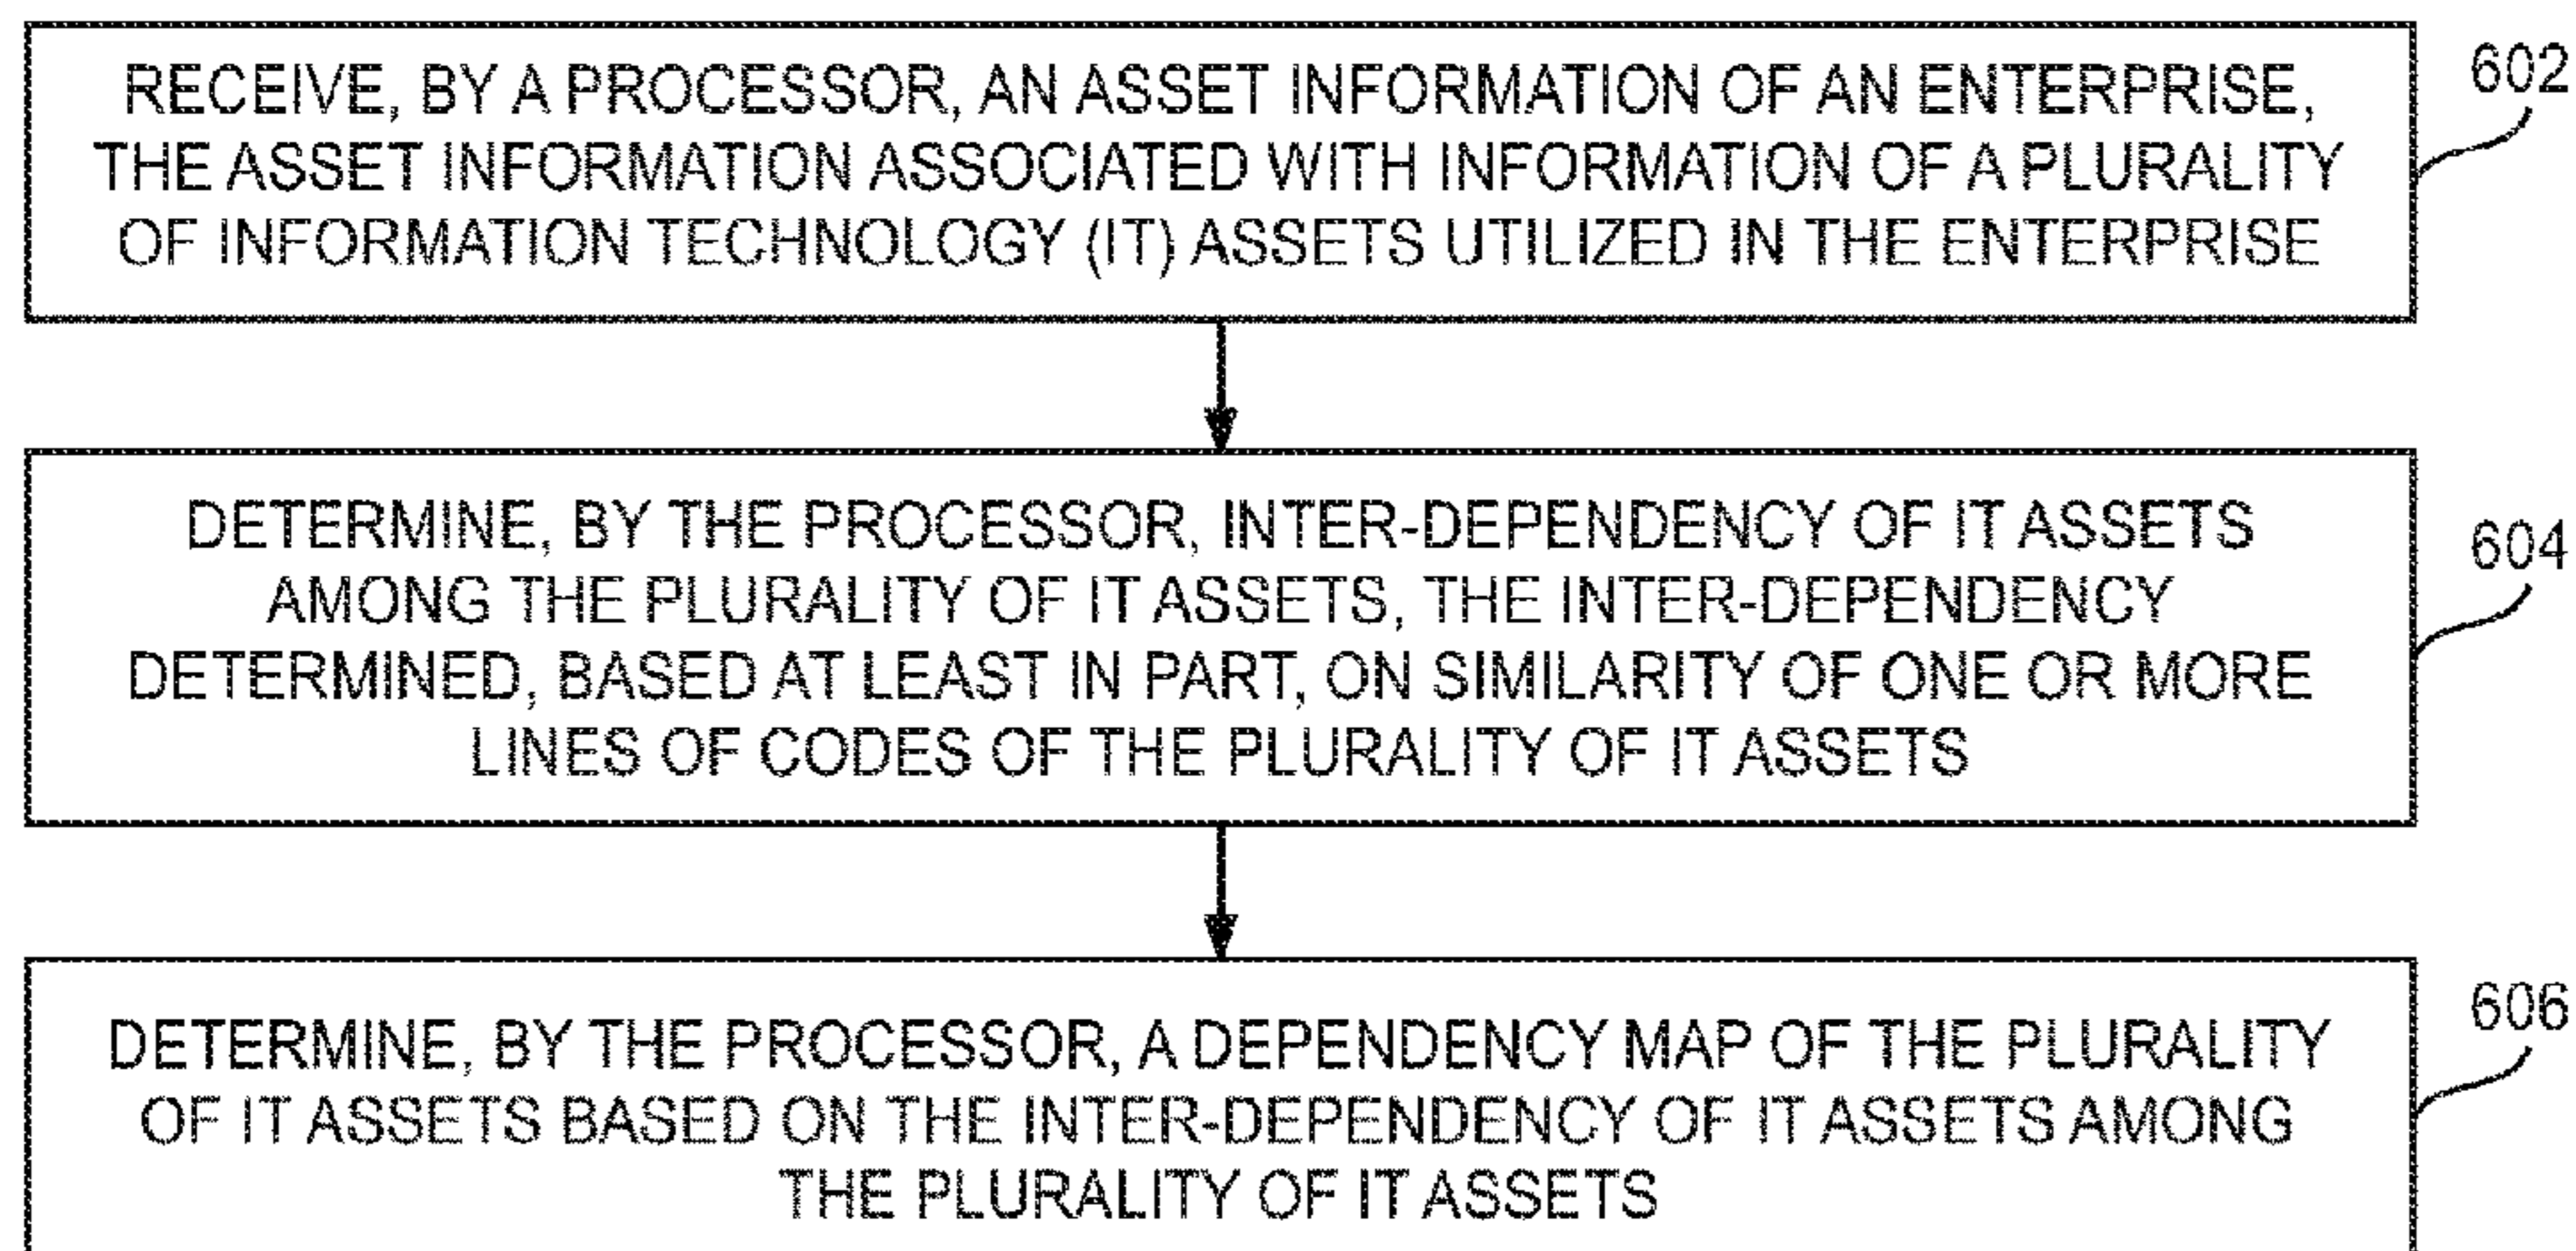 RECEIVE, BY A PROCESSOR, AN ASSET INFORMATION OF AN ENTERPRISE,
THE ASSET INFORMATION ASSOCIATED WITH INFORMATION OF A PLURALITY
OF INFORMATION TECHNOLOGY (IT) ASSETS UTILIZED IN THE ENTERPRISE
602
DETERMINE, BY THE PROCESSOR, INTER-DEPENDENCY OF IT ASSETS
AMONG THE PLURALITY OF IT ASSETS, THE INTER-DEPENDENCY
DETERMINED, BASED AT LEAST IN PART, ON SIMILARITY OF ONE OR MORE
LINES OF CODES OF THE PLURALITY OF IT ASSETS
604
DETERMINE, BY THE PROCESSOR, A DEPENDENCY MAP OF THE PLURALITY
OF IT ASSETS BASED ON THE INTER-DEPENDENCY OF IT ASSETS AMONG
THE PLURALITY OF IT ASSETS
606